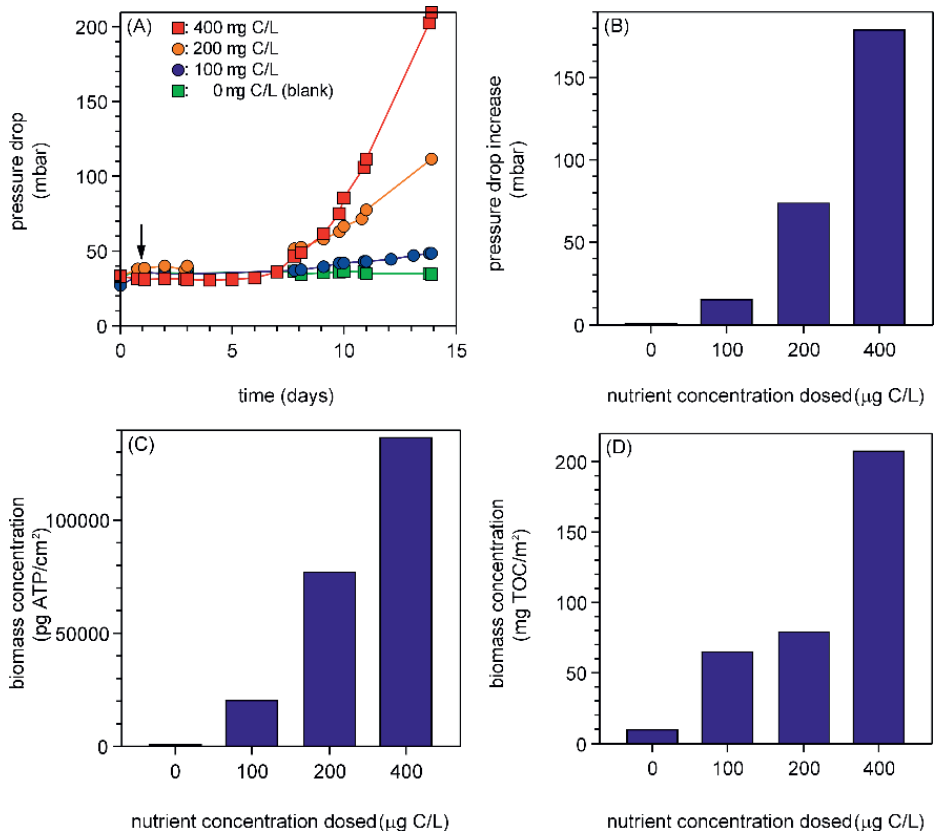 (A)
: 400 mg C/L
: 200 mg C/L
: 100 mg C/L
: 0 mg C/L (blank)
200
150
100
50
0
pressure drop
(mbar)
0 5 10 15
time (days)
(B)
150
100
50
0
pressure drop increase
(mbar)
0 100 200 400
nutrient concentration dosed (μg C/L)
(C)
100000
50000
0
biomass concentration
(pg ATP/cm²)
0 100 200 400
nutrient concentration dosed (μg C/L)
(D)
200
150
100
50
0
biomass concentration
(mg TOC/m²)
0 100 200 400
nutrient concentration dosed (μg C/L)